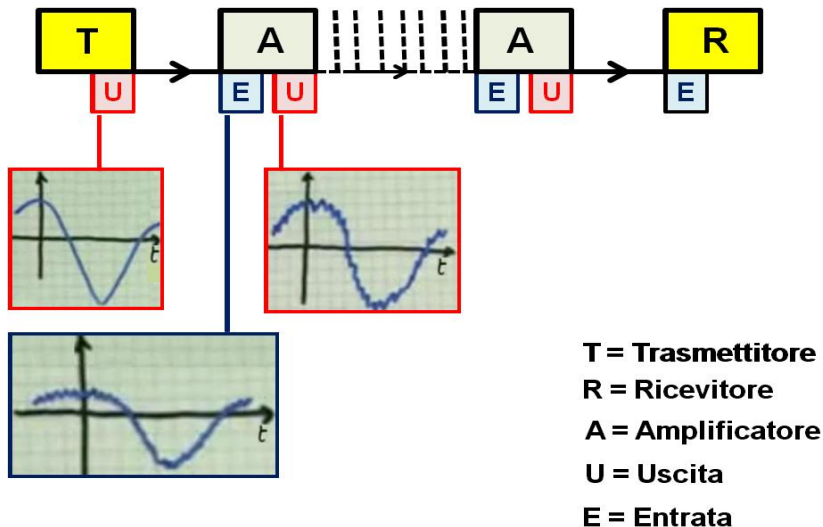 T A A R
U E U E U E
t
t
t
T = Trasmettitore
R = Ricevitore
A = Amplificatore
U = Uscita
E = Entrata